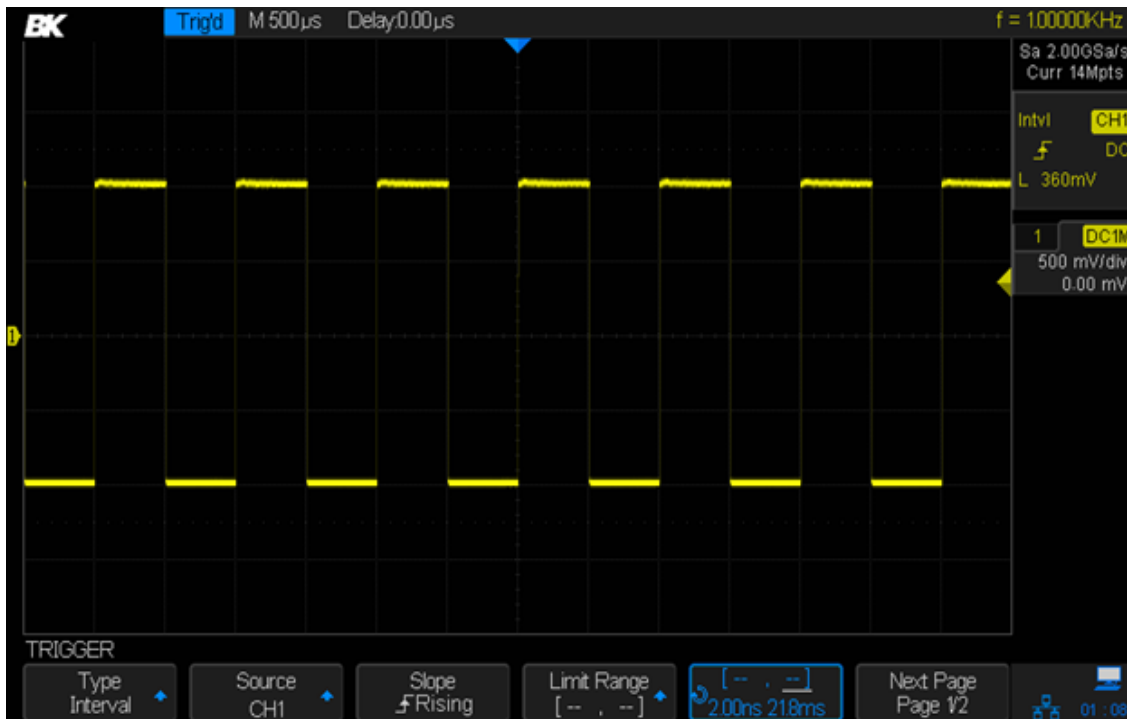 BK Trig'd M 500µs Delay:0.00µs f = 1.00000KHz
Sa 2.00GSa/s
Curr 14Mpts
Intvl CH1
DC
L 360mV
1 DC1M
500 mV/div
0.00 mV
1
TRIGGER
Type
Interval
Source
CH1
Slope
Rising
Limit Range
[ -- , -- ]
[ -- , -- ]
2.00ns 21.8ms
Next Page
Page 1/2
01 : 08